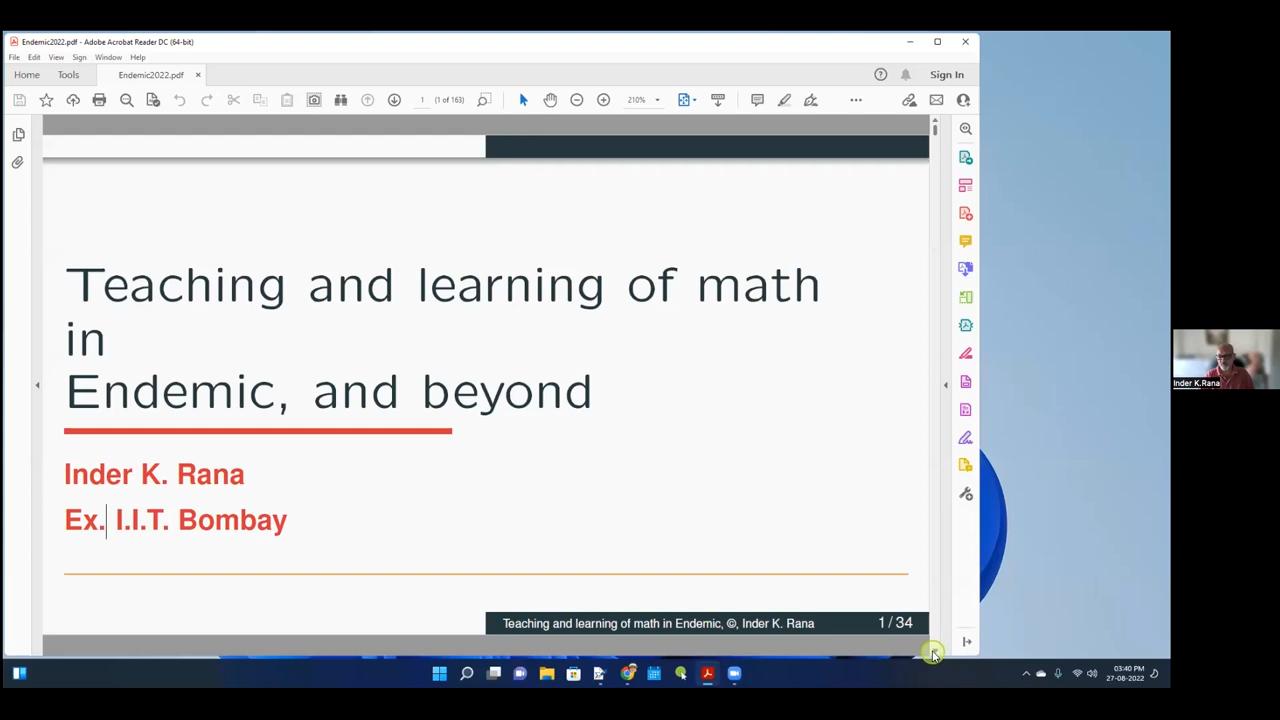 Endemic2022.pdf - Adobe Acrobat Reader DC (64-bit)
File Edit View Sign Window Help
Home Tools Endemic2022.pdf × Sign In
1 (1 of 163) 210%
Teaching and learning of math
in
Endemic, and beyond
Inder K. Rana
Ex. I.I.T. Bombay
Teaching and learning of math in Endemic, ©, Inder K. Rana 1 / 34
Inder K.Rana
03:40 PM
27-08-2022